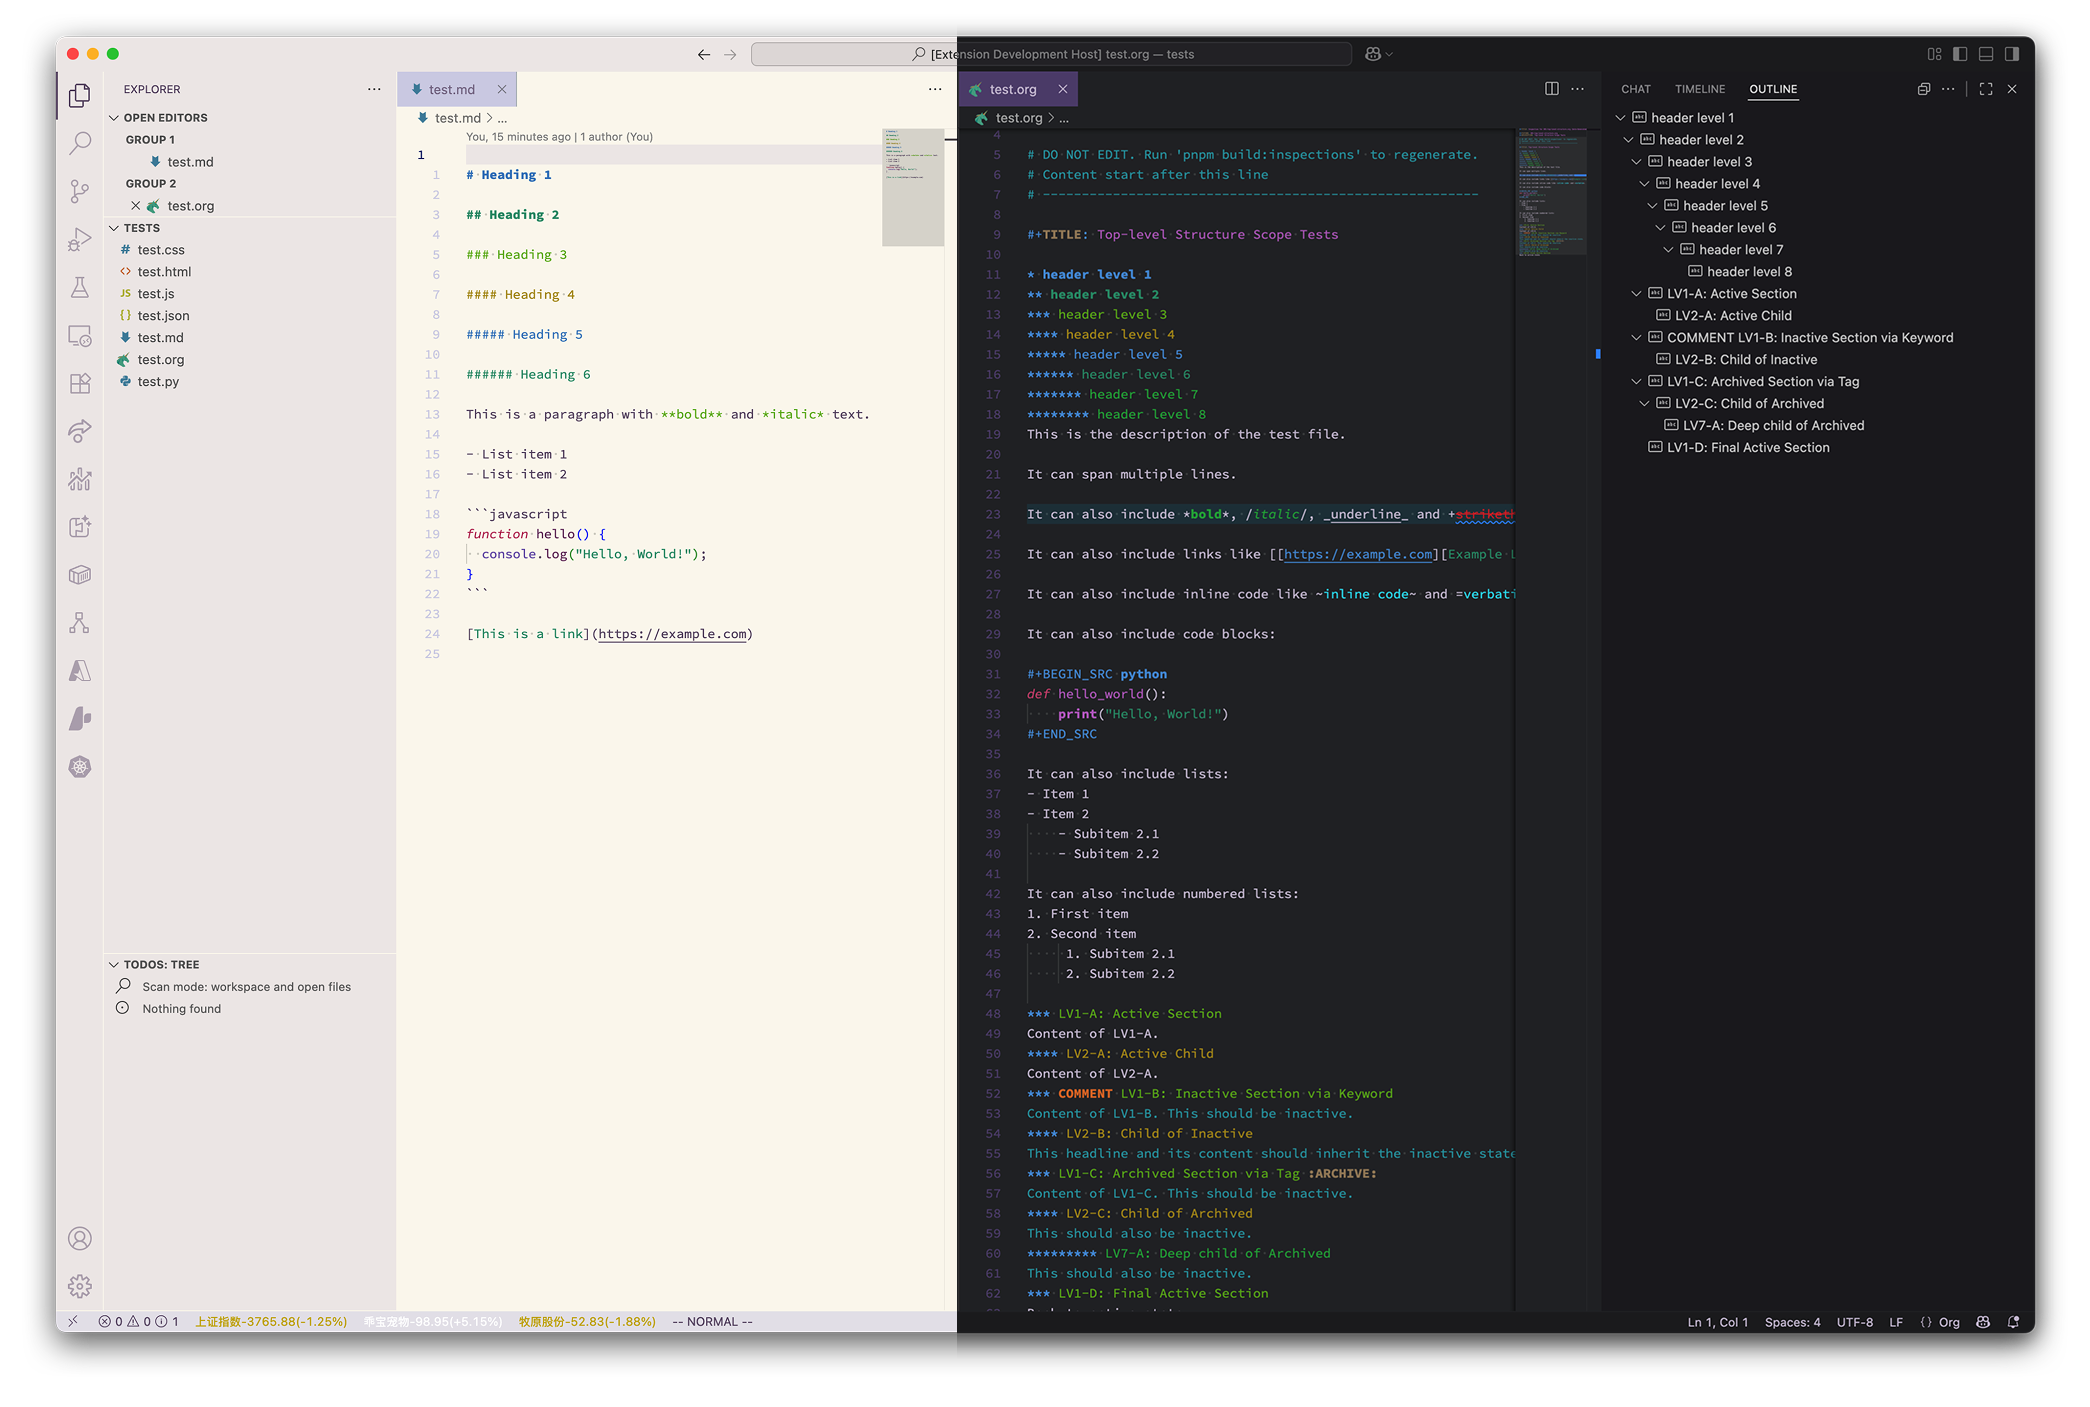 [Extension Development Host] test.org — tests
EXPLORER
OPEN EDITORS
GROUP 1
test.md
GROUP 2
test.org
TESTS
# test.css
<> test.html
JS test.js
{} test.json
test.md
test.org
test.py
TODOS: TREE
Scan mode: workspace and open files
Nothing found
test.md
test.md > ...
You, 15 minutes ago | 1 author (You)
1
1 # Heading 1
2
3 ## Heading 2
4
5 ### Heading 3
6
7 #### Heading 4
8
9 ##### Heading 5
10
11 ###### Heading 6
12
13 This is a paragraph with **bold** and *italic* text.
14
15 - List item 1
16 - List item 2
17
18 ```javascript
19 function hello() {
20 console.log("Hello, World!");
21 }
22 ```
23
24 [This is a link](https://example.com)
25
test.org
test.org > ...
4
5 # DO NOT EDIT. Run 'pnpm build:inspections' to regenerate.
6 # Content start after this line
7 # --------------------------------------------------------
8
9 #+TITLE: Top-level Structure Scope Tests
10
11 * header level 1
12 ** header level 2
13 *** header level 3
14 **** header level 4
15 ***** header level 5
16 ****** header level 6
17 ******* header level 7
18 ******** header level 8
19 This is the description of the test file.
20
21 It can span multiple lines.
22
23 It can also include *bold*, /italic/, _underline_ and +striketh
24
25 It can also include links like [[https://example.com][Example L
26
27 It can also include inline code like ~inline code~ and =verbati
28
29 It can also include code blocks:
30
31 #+BEGIN_SRC python
32 def hello_world():
33 print("Hello, World!")
34 #+END_SRC
35
36 It can also include lists:
37 - Item 1
38 - Item 2
39 - Subitem 2.1
40 - Subitem 2.2
41
42 It can also include numbered lists:
43 1. First item
44 2. Second item
45 1. Subitem 2.1
46 2. Subitem 2.2
47
48 *** LV1-A: Active Section
49 Content of LV1-A.
50 **** LV2-A: Active Child
51 Content of LV2-A.
52 *** COMMENT LV1-B: Inactive Section via Keyword
53 Content of LV1-B. This should be inactive.
54 **** LV2-B: Child of Inactive
55 This headline and its content should inherit the inactive state
56 *** LV1-C: Archived Section via Tag :ARCHIVE:
57 Content of LV1-C. This should be inactive.
58 **** LV2-C: Child of Archived
59 This should also be inactive.
60 ********* LV7-A: Deep child of Archived
61 This should also be inactive.
62 *** LV1-D: Final Active Section
CHAT TIMELINE OUTLINE
header level 1
header level 2
header level 3
header level 4
header level 5
header level 6
header level 7
header level 8
LV1-A: Active Section
LV2-A: Active Child
COMMENT LV1-B: Inactive Section via Keyword
LV2-B: Child of Inactive
LV1-C: Archived Section via Tag
LV2-C: Child of Archived
LV7-A: Deep child of Archived
LV1-D: Final Active Section
0 0 1 上证指数-3765.88(-1.25%) 乖宝宠物-98.95(+5.15%) 牧原股份-52.83(-1.88%) -- NORMAL --
Ln 1, Col 1 Spaces: 4 UTF-8 LF {} Org